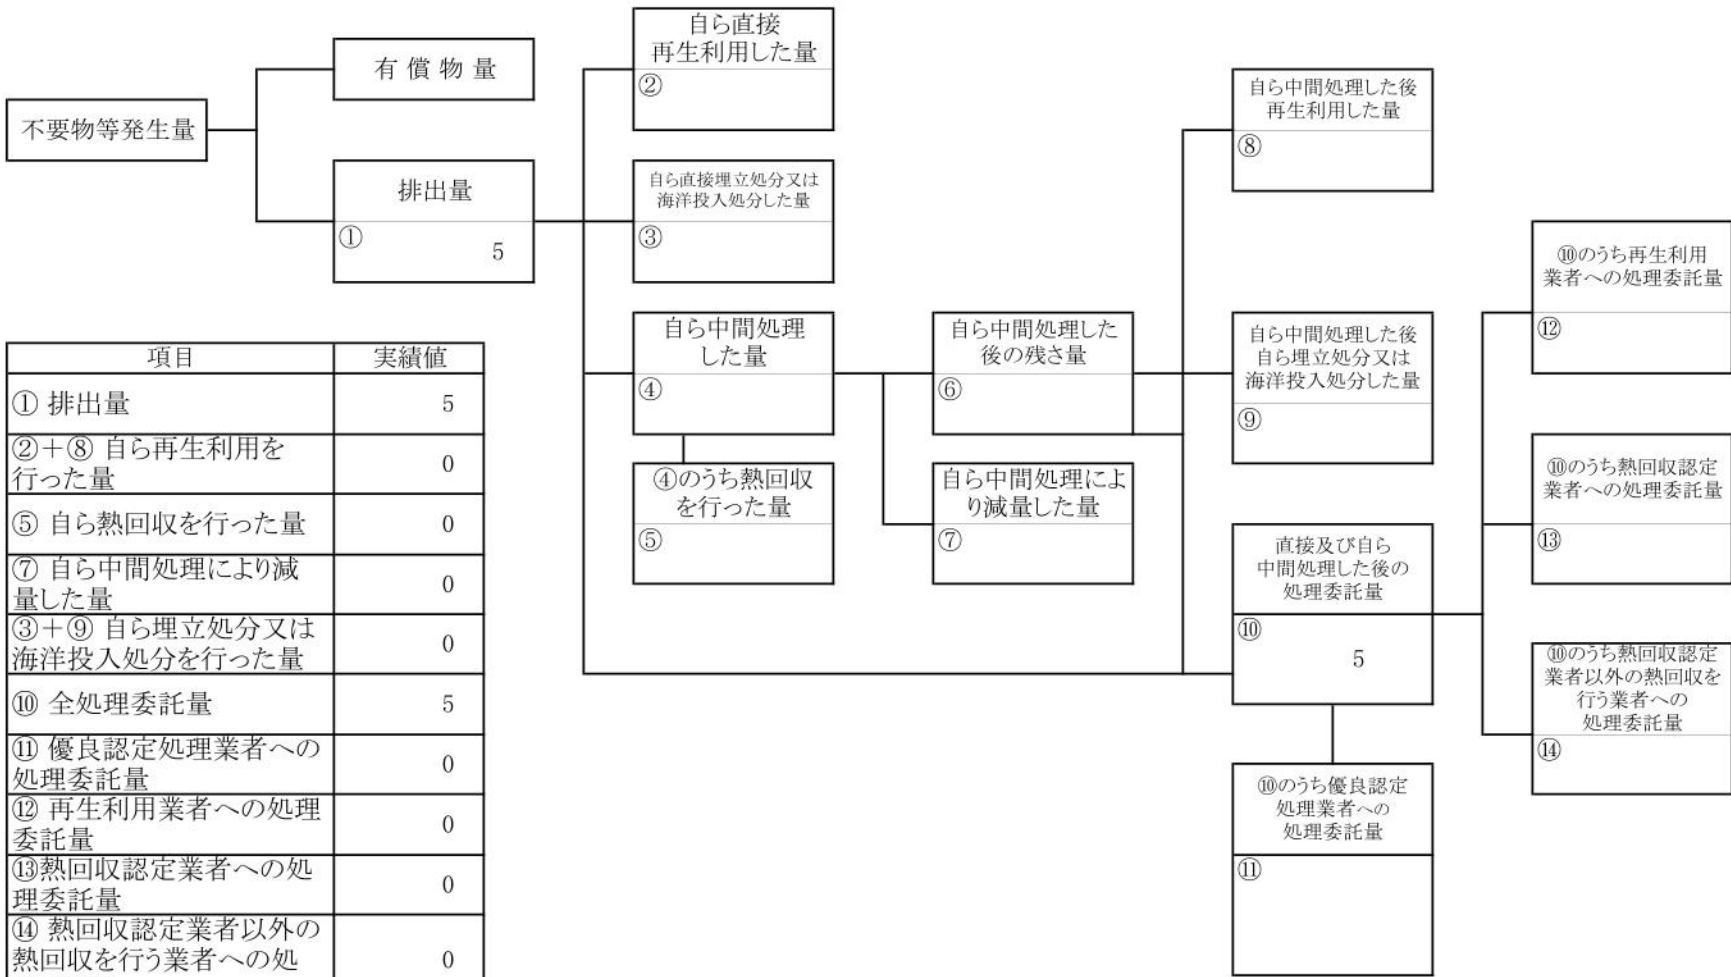 不要物等発生量
有 償 物 量
排出量
①
5
自ら直接
再生利用した量
②
自ら直接埋立処分又は
海洋投入処分した量
③
自ら中間処理
した量
④
④のうち熱回収
を行った量
⑤
自ら中間処理した
後の残さ量
⑥
自ら中間処理によ
り減量した量
⑦
自ら中間処理した後
再生利用した量
⑧
自ら中間処理した後
自ら埋立処分又は
海洋投入処分した量
⑨
直接及び自ら
中間処理した後の
処理委託量
⑩
5
⑩のうち優良認定
処理業者への
処理委託量
⑪
⑩のうち再生利用
業者への処理委託量
⑫
⑩のうち熱回収認定
業者への処理委託量
⑬
⑩のうち熱回収認定
業者以外の熱回収を
行う業者への
処理委託量
⑭
項目 実績値
① 排出量 5
②+⑧ 自ら再生利用を
行った量 0
⑤ 自ら熱回収を行った量 0
⑦ 自ら中間処理により減
量した量 0
③+⑨ 自ら埋立処分又は
海洋投入処分を行った量 0
⑩ 全処理委託量 5
⑪ 優良認定処理業者への
処理委託量 0
⑫ 再生利用業者への処理
委託量 0
⑬熱回収認定業者への処
理委託量 0
⑭ 熱回収認定業者以外の
熱回収を行う業者への処 0